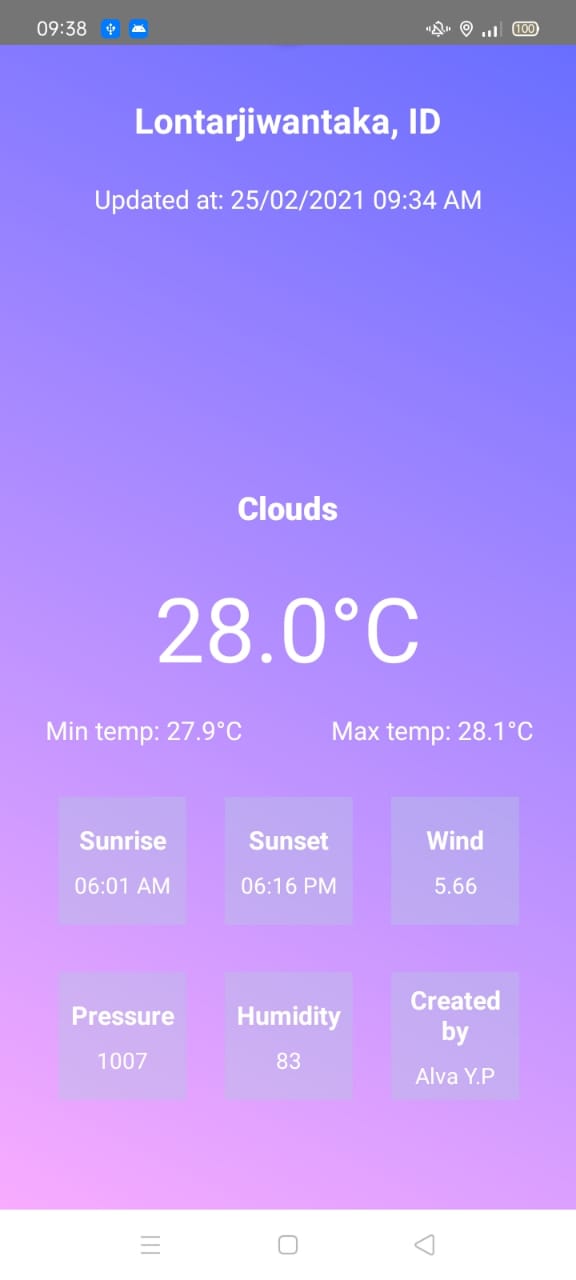 09:38
100
Lontarjiwantaka, ID
Updated at: 25/02/2021 09:34 AM
Clouds
28.0°C
Min temp: 27.9°C Max temp: 28.1°C
Sunrise Sunset Wind
06:01 AM 06:16 PM 5.66
Pressure Humidity Created
by
1007 83 Alva Y.P